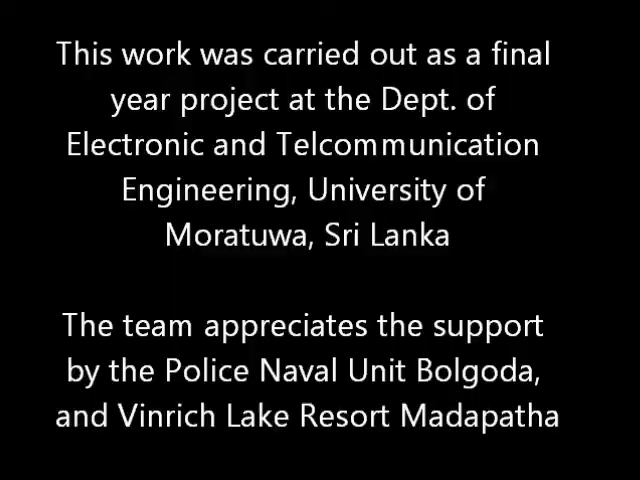 This work was carried out as a final
year project at the Dept. of
Electronic and Telcommunication
Engineering, University of
Moratuwa, Sri Lanka
The team appreciates the support
by the Police Naval Unit Bolgoda,
and Vinrich Lake Resort Madapatha